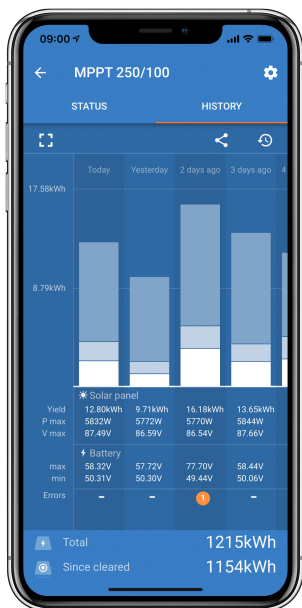 09:00
MPPT 250/100
STATUS HISTORY
Today Yesterday 2 days ago 3 days ago 4
17.58kWh
8.79kWh
Solar panel
Yield 12.80kWh 9.71kWh 16.18kWh 13.65kWh
P max 5832W 5772W 5770W 5844W
V max 87.49V 86.59V 86.54V 87.66V
Battery
max 58.32V 57.72V 77.70V 58.44V
min 50.31V 50.30V 49.44V 50.06V
Errors – – 1 –
Total 1215kWh
Since cleared 1154kWh